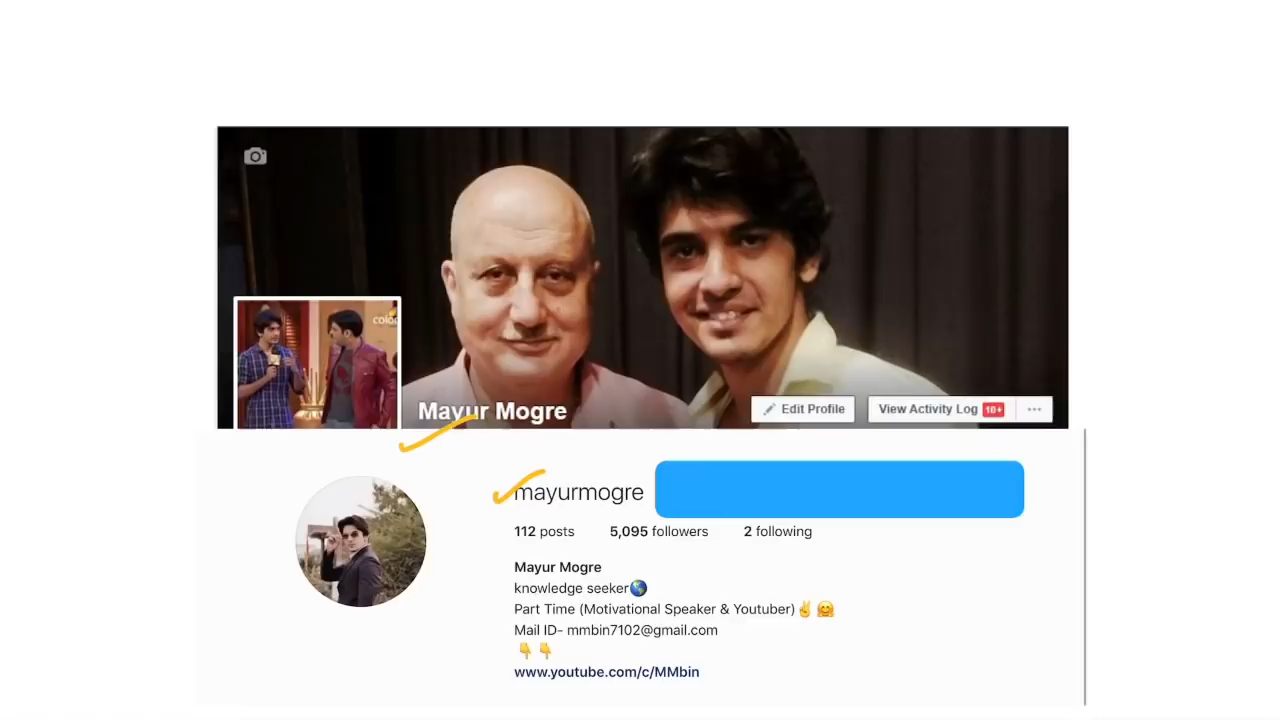 Mayur Mogre
Edit Profile
View Activity Log 10+ ...
mayurmogre
112 posts 5,095 followers 2 following
Mayur Mogre
knowledge seeker🌎
Part Time (Motivational Speaker & Youtuber)✌️🤗
Mail ID- mmbin7102@gmail.com
👇👇
www.youtube.com/c/MMbin